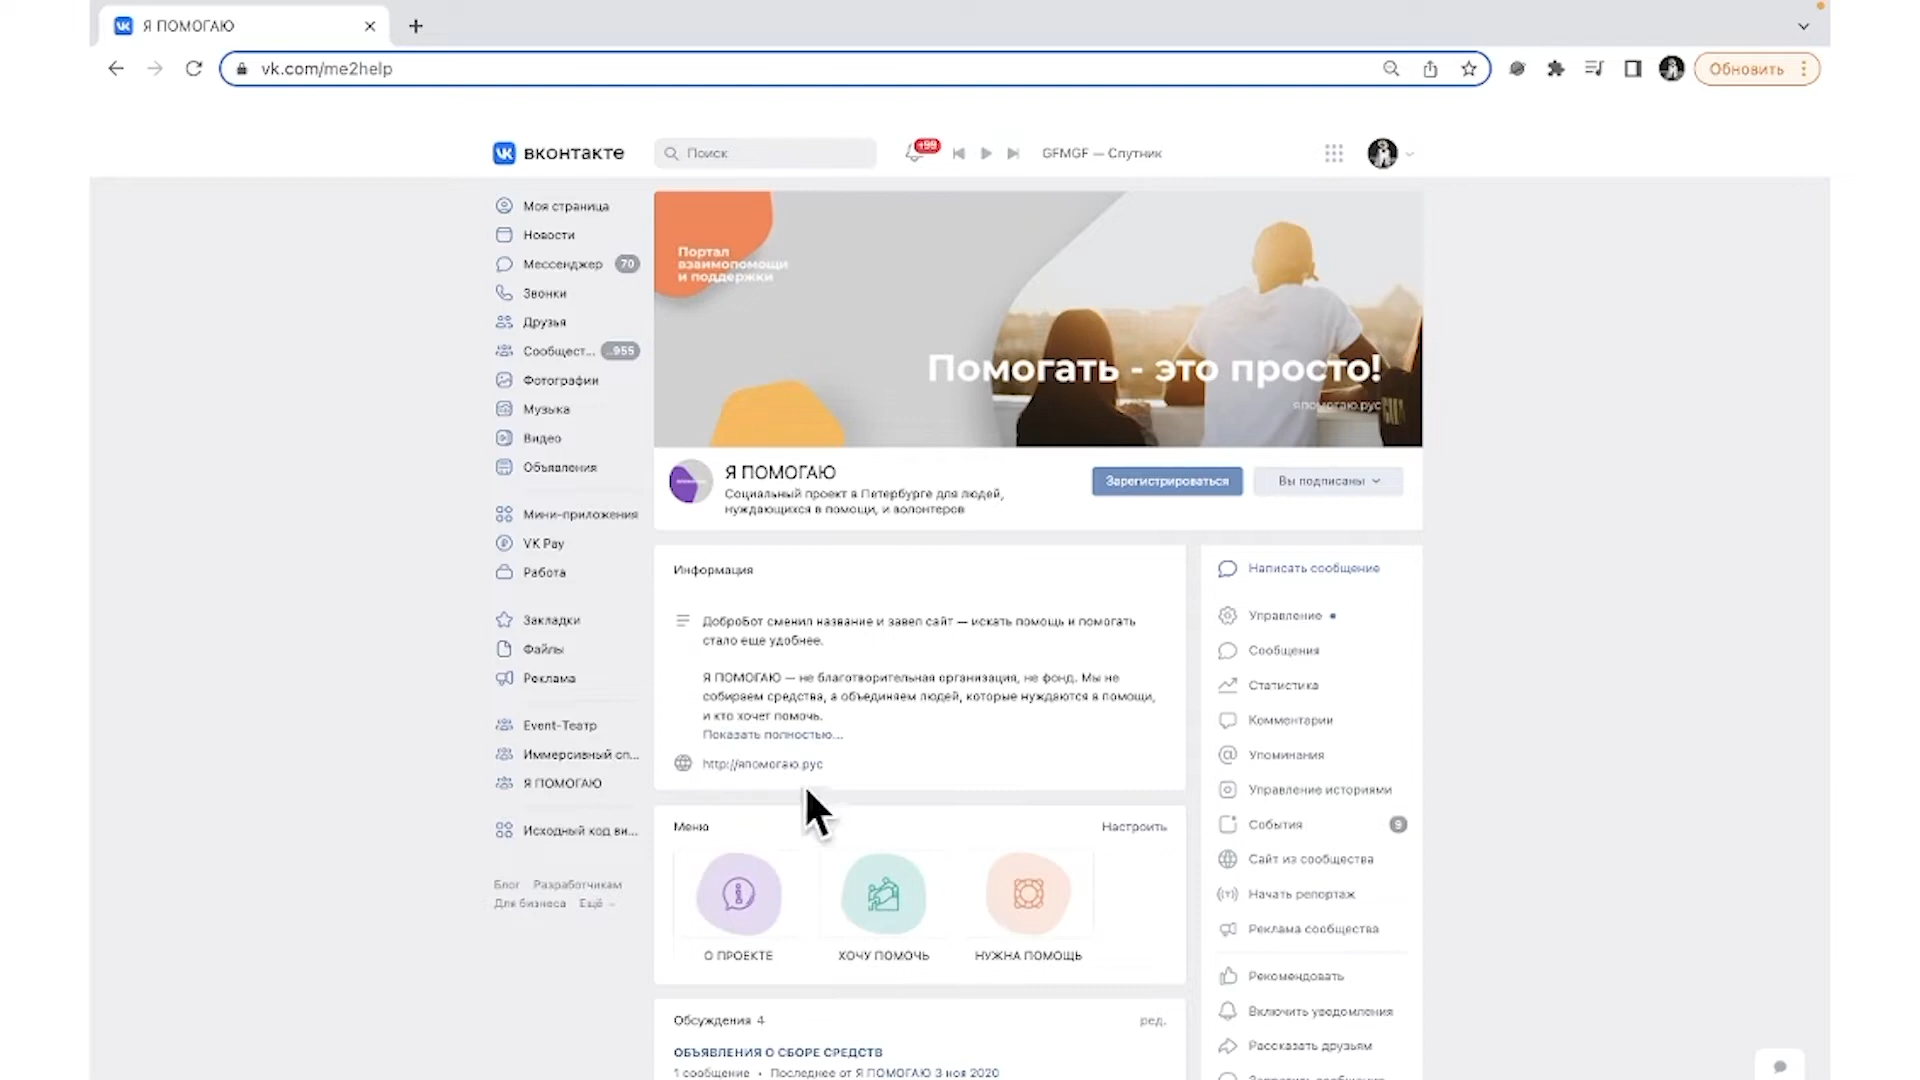 Я ПОМОГАЮ
vk.com/me2help
Обновить
вконтакте
Поиск
+99
GFMGF — Спутник
Моя страница
Новости
Мессенджер 70
Звонки
Друзья
Сообщест... ..955
Фотографии
Музыка
Видео
Объявления
Мини-приложения
VK Pay
Работа
Закладки
Файлы
Реклама
Event-Театр
Иммерсивный сп...
Я ПОМОГАЮ
Исходный код ви...
Блог Разработчикам
Для бизнеса Ещё
Портал
взаимопомощи
и поддержки
Помогать - это просто!
япомогаю.рус
Я ПОМОГАЮ
Социальный проект в Петербурге для людей,
нуждающихся в помощи, и волонтеров
Зарегистрироваться
Вы подписаны
Информация
ДоброБот сменил название и завел сайт — искать помощь и помогать
стало еще удобнее.
Я ПОМОГАЮ — не благотворительная организация, не фонд. Мы не
собираем средства, а объединяем людей, которые нуждаются в помощи,
и кто хочет помочь.
Показать полностью...
http://япомогаю.рус
Меню
Настроить
О ПРОЕКТЕ
ХОЧУ ПОМОЧЬ
НУЖНА ПОМОЩЬ
Обсуждения 4
ред.
ОБЪЯВЛЕНИЯ О СБОРЕ СРЕДСТВ
1 сообщение · Последнее от Я ПОМОГАЮ 3 ноя 2020
Написать сообщение
Управление
Сообщения
Статистика
Комментарии
Упоминания
Управление историями
События 9
Сайт из сообщества
Начать репортаж
Реклама сообщества
Рекомендовать
Включить уведомления
Рассказать друзьям